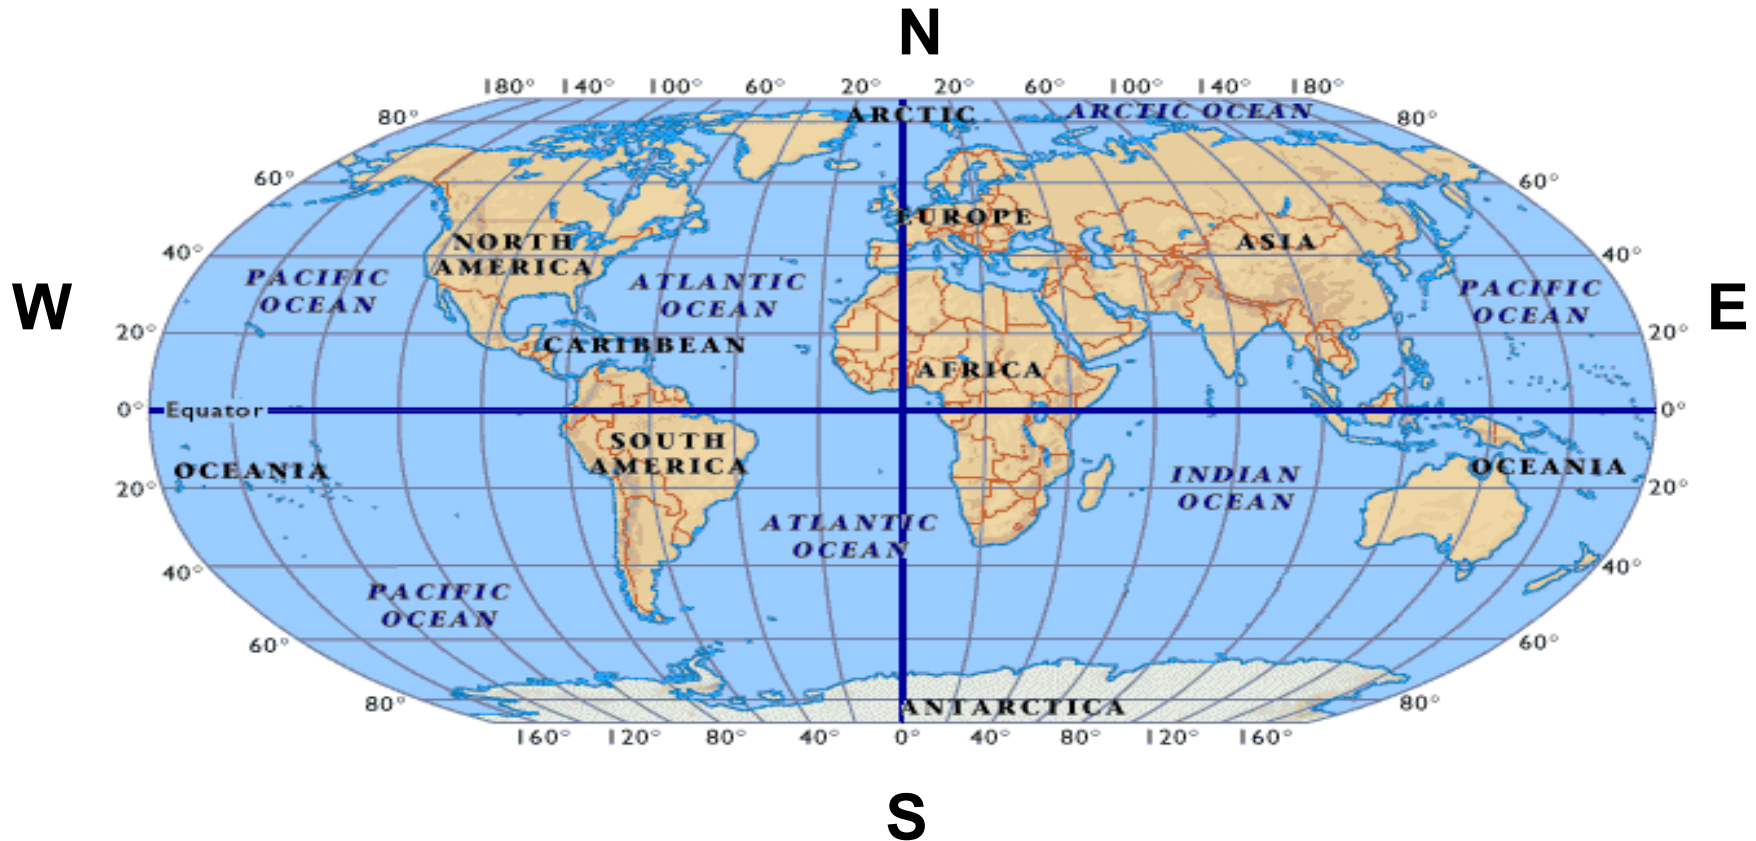 N
180° 140° 100° 60° 20° 20° 60° 100° 140° 180°
80° ARCTIC ARCTIC OCEAN 80°
60° 60°
EUROPE
NORTH
AMERICA
ASIA
40° 40°
W
PACIFIC
OCEAN
ATLANTIC
OCEAN
PACIFIC
OCEAN
E
20° 20°
CARIBBEAN
AFRICA
0° Equator 0°
SOUTH
AMERICA
OCEANIA
INDIAN
OCEAN
OCEANIA
20° 20°
ATLANTIC
OCEAN
40° 40°
PACIFIC
OCEAN
60° 60°
80° 80°
ANTARCTICA
160° 120° 80° 40° 0° 40° 80° 120° 160°
S